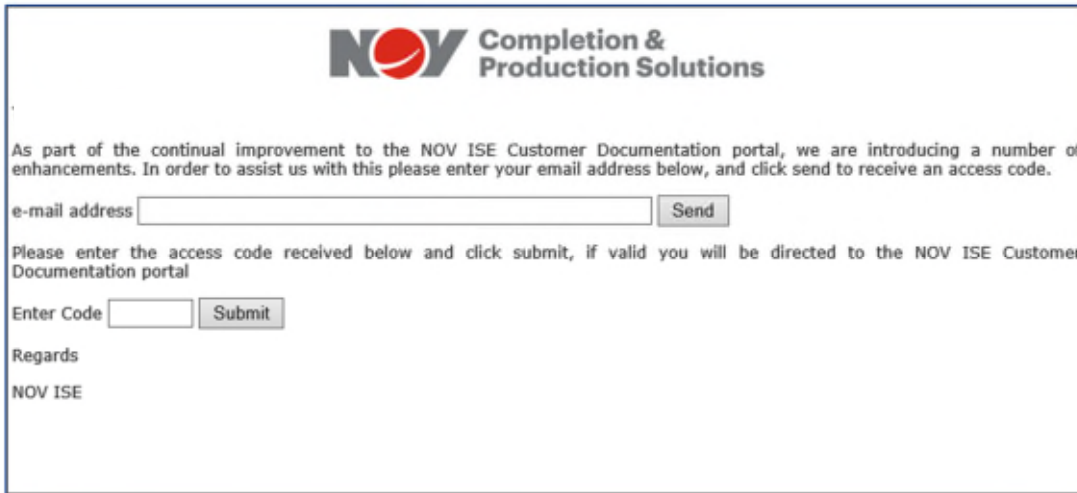 NOV Completion &
Production Solutions
As part of the continual improvement to the NOV ISE Customer Documentation portal, we are introducing a number of
enhancements. In order to assist us with this please enter your email address below, and click send to receive an access code.
e-mail address Send
Please enter the access code received below and click submit, if valid you will be directed to the NOV ISE Customer
Documentation portal
Enter Code Submit
Regards
NOV ISE